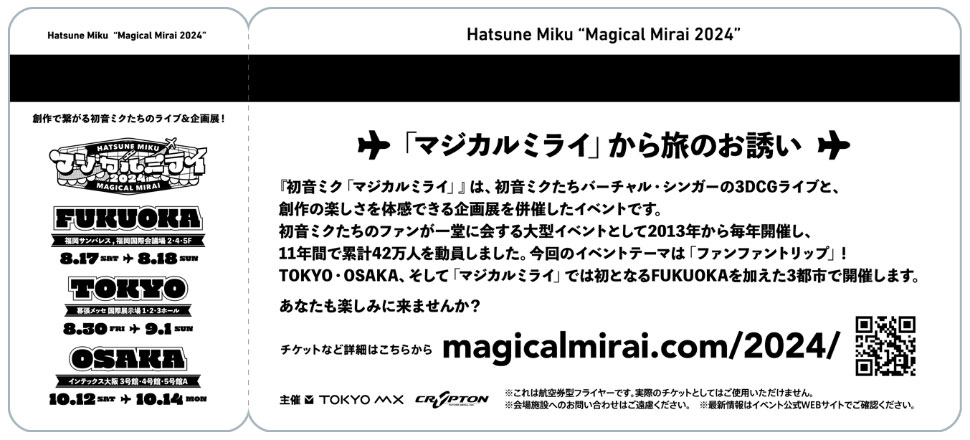 Hatsune Miku "Magical Mirai 2024"
創作で繋がる初音ミクたちのライブ&企画展！
HATSUNE MIKU
マジカルミライ
2024
MAGICAL MIRAI
FUKUOKA
福岡サンパレス，福岡国際会議場 2・4・5F
8.17 SAT ✈ 8.18 SUN
TOKYO
幕張メッセ 国際展示場 1・2・3ホール
8.30 FRI ✈ 9.1 SUN
OSAKA
インテックス大阪 3号館・4号館・5号館A
10.12 SAT ✈ 10.14 MON
Hatsune Miku "Magical Mirai 2024"
✈「マジカルミライ」から旅のお誘い ✈
『初音ミク「マジカルミライ」』は、初音ミクたちバーチャル・シンガーの3DCGライブと、
創作の楽しさを体感できる企画展を併催したイベントです。
初音ミクたちのファンが一堂に会する大型イベントとして2013年から毎年開催し、
11年間で累計42万人を動員しました。今回のイベントテーマは「ファンファントリップ」！
TOKYO・OSAKA、そして「マジカルミライ」では初となるFUKUOKAを加えた3都市で開催します。
あなたも楽しみに来ませんか？
チケットなど詳細はこちらから magicalmirai.com/2024/
主催 TOKYO MX CRYPTON
※これは航空券型フライヤーです。実際のチケットとしてはご使用いただけません。
※会場施設へのお問い合わせはご遠慮ください。 ※最新情報はイベント公式WEBサイトでご確認ください。